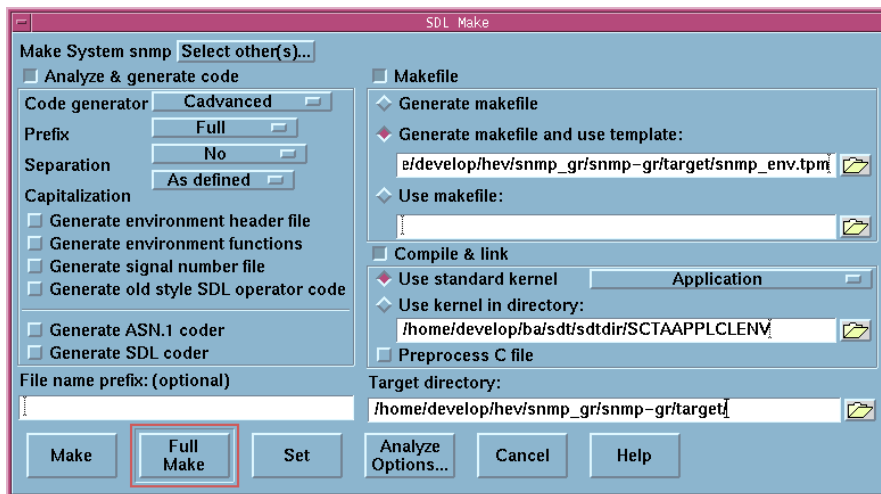 SDL Make
Make System snmp Select other(s)...
Analyze & generate code
Code generator Cadvanced
Prefix Full
Separation No
Capitalization As defined
Generate environment header file
Generate environment functions
Generate signal number file
Generate old style SDL operator code
Generate ASN.1 coder
Generate SDL coder
File name prefix: (optional)
Makefile
Generate makefile
Generate makefile and use template:
e/develop/hev/snmp_gr/snmp-gr/target/snmp_env.tpm
Use makefile:
Compile & link
Use standard kernel Application
Use kernel in directory:
/home/develop/ba/sdt/sdtdir/SCTAAPPLCLENV
Preprocess C file
Target directory:
/home/develop/hev/snmp_gr/snmp-gr/target/
Make
Full
Make
Set
Analyze
Options...
Cancel
Help